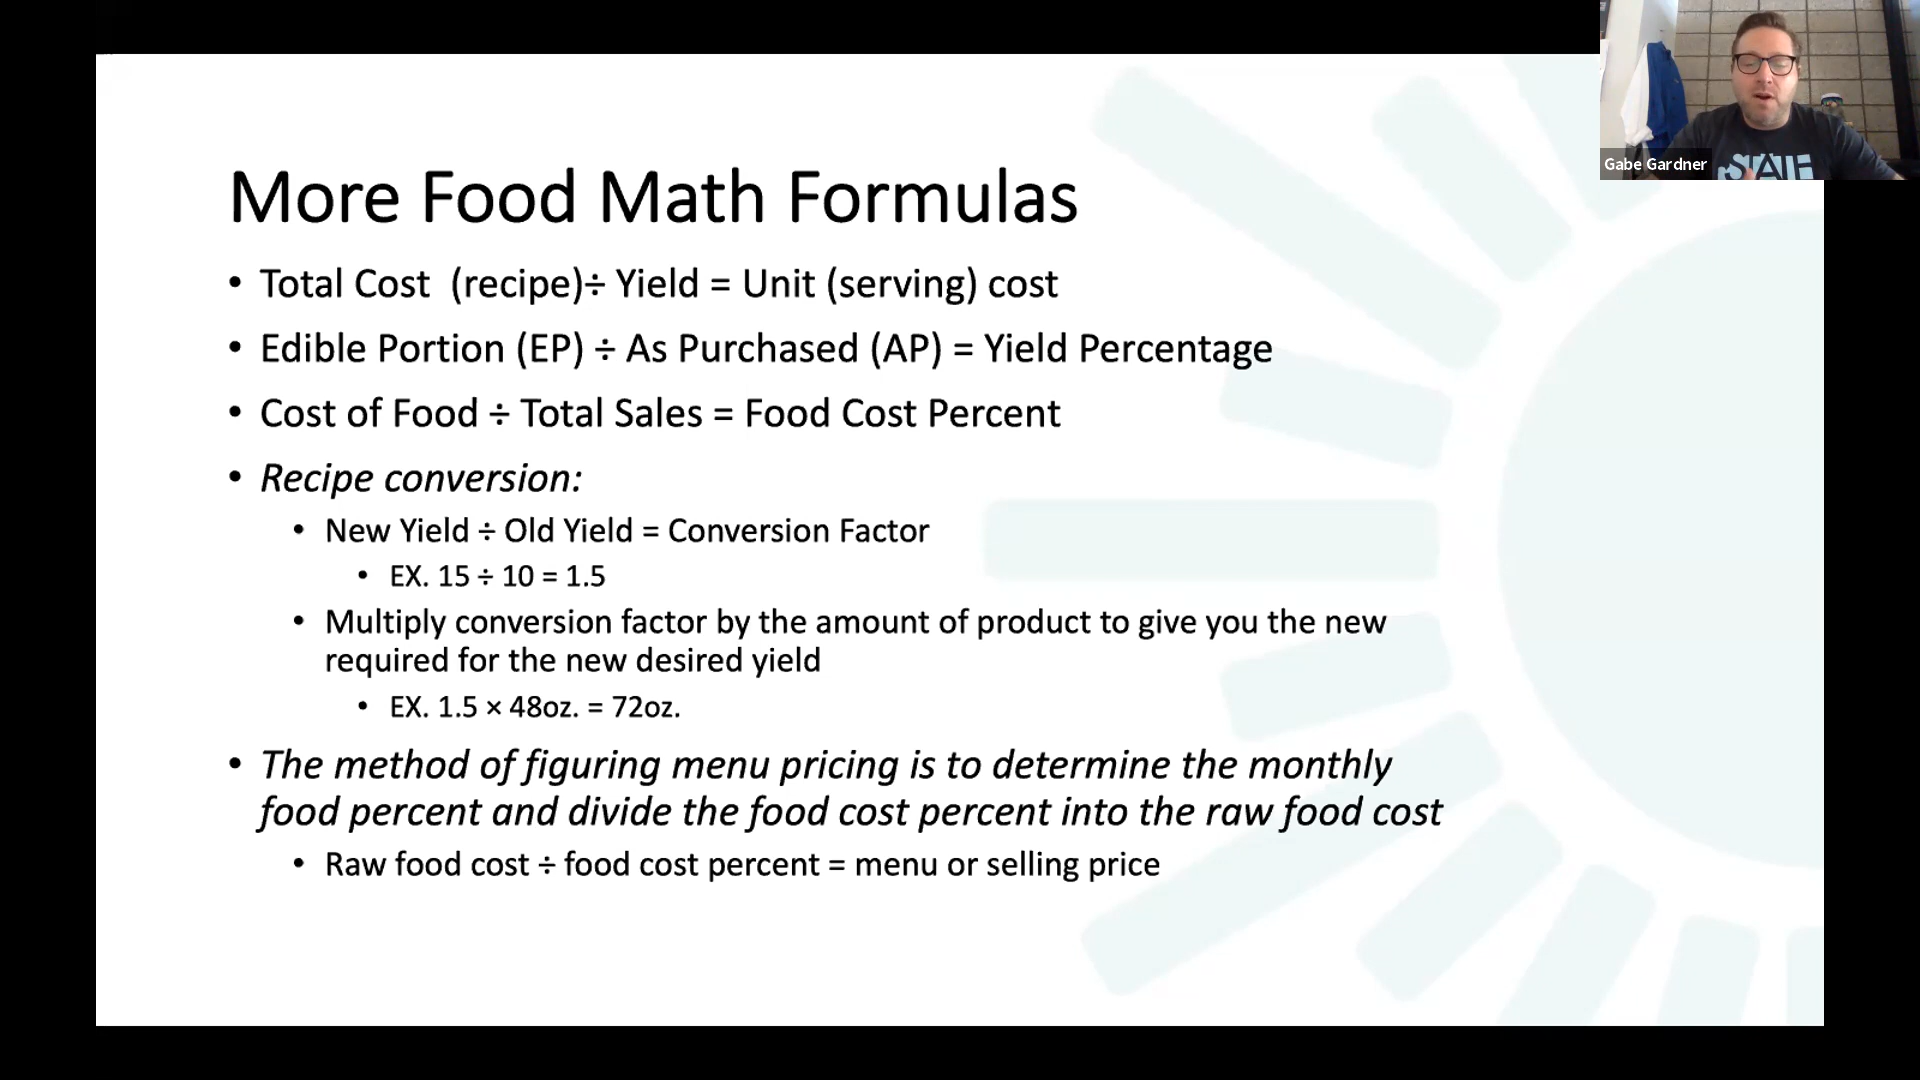 Gabe Gardner
STATE
More Food Math Formulas
• Total Cost (recipe)÷ Yield = Unit (serving) cost
• Edible Portion (EP) ÷ As Purchased (AP) = Yield Percentage
• Cost of Food ÷ Total Sales = Food Cost Percent
• Recipe conversion:
• New Yield ÷ Old Yield = Conversion Factor
• EX. 15 ÷ 10 = 1.5
• Multiply conversion factor by the amount of product to give you the new
required for the new desired yield
• EX. 1.5 × 48oz. = 72oz.
• The method of figuring menu pricing is to determine the monthly
food percent and divide the food cost percent into the raw food cost
• Raw food cost ÷ food cost percent = menu or selling price